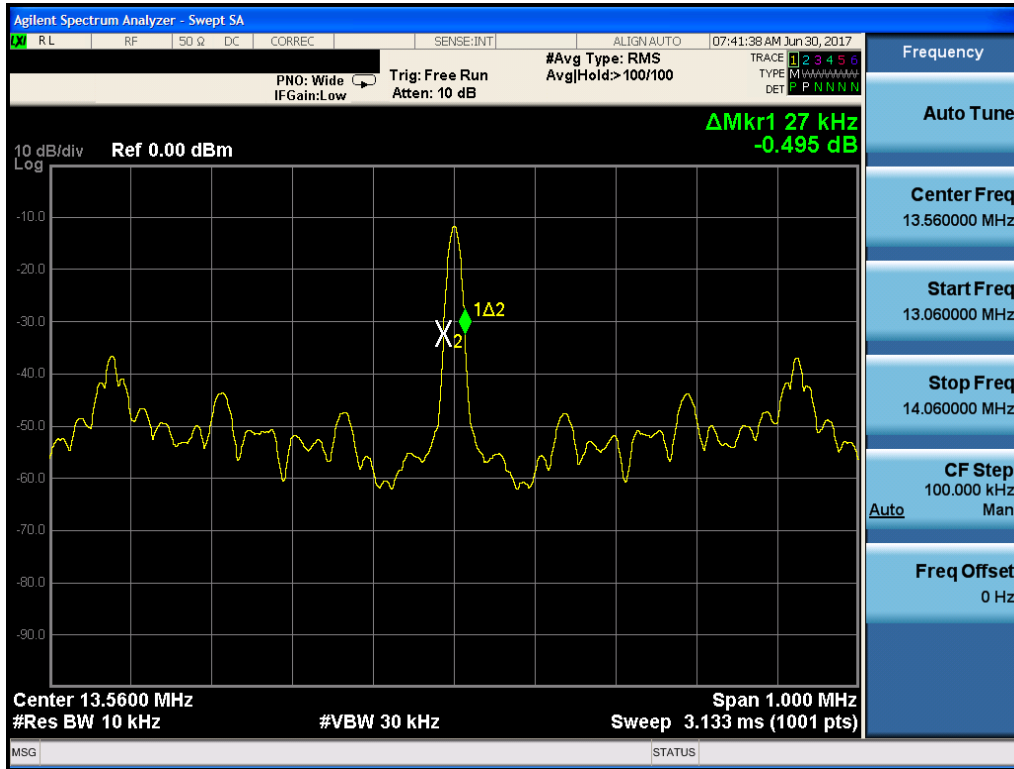 Agilent Spectrum Analyzer - Swept SA
LXI RL RF 50 Ω DC CORREC SENSE:INT ALIGN AUTO 07:41:38 AM Jun 30, 2017
Frequency
PNO: Wide
IFGain:Low
Trig: Free Run
Atten: 10 dB
#Avg Type: RMS
Avg|Hold:>100/100
TRACE 1 2 3 4 5 6
TYPE M WWWWW
DET P P N N N N
ΔMkr1 27 kHz
-0.495 dB
10 dB/div Ref 0.00 dBm
Log
-10.0
-20.0
-30.0
-40.0
-50.0
-60.0
-70.0
-80.0
-90.0
1Δ2
X2
Center 13.5600 MHz Span 1.000 MHz
#Res BW 10 kHz #VBW 30 kHz Sweep 3.133 ms (1001 pts)
MSG STATUS
Auto Tune
Center Freq
13.560000 MHz
Start Freq
13.060000 MHz
Stop Freq
14.060000 MHz
CF Step
100.000 kHz
Auto Man
Freq Offset
0 Hz